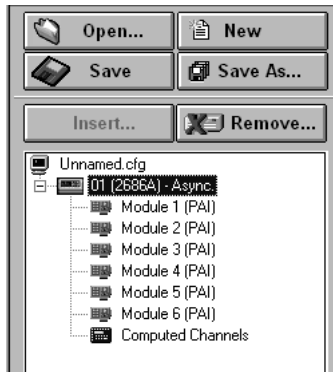 Open...
New
Save
Save As...
Insert...
Remove...
Unnamed.cfg
01 (2686A) - Async.
Module 1 (PAI)
Module 2 (PAI)
Module 3 (PAI)
Module 4 (PAI)
Module 5 (PAI)
Module 6 (PAI)
Computed Channels